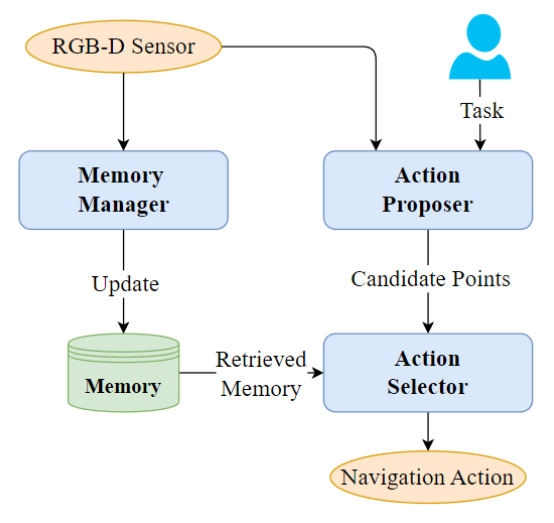 RGB-D Sensor
Task
Memory
Manager
Action
Proposer
Update
Candidate Points
Memory
Retrieved
Memory
Action
Selector
Navigation Action